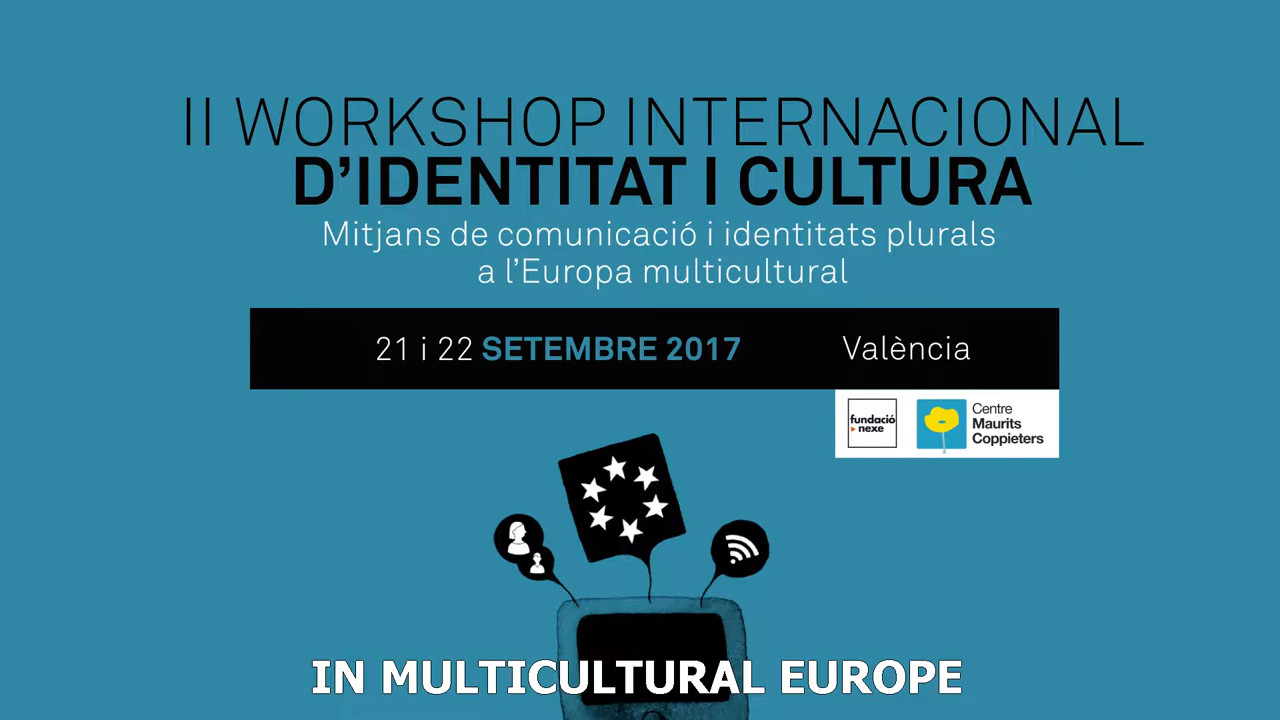 II WORKSHOP INTERNACIONAL
D'IDENTITAT I CULTURA
Mitjans de comunicació i identitats plurals
a l'Europa multicultural
21 i 22 SETEMBRE 2017 València
fundació
nexe
Centre
Maurits
Coppieters
IN MULTICULTURAL EUROPE